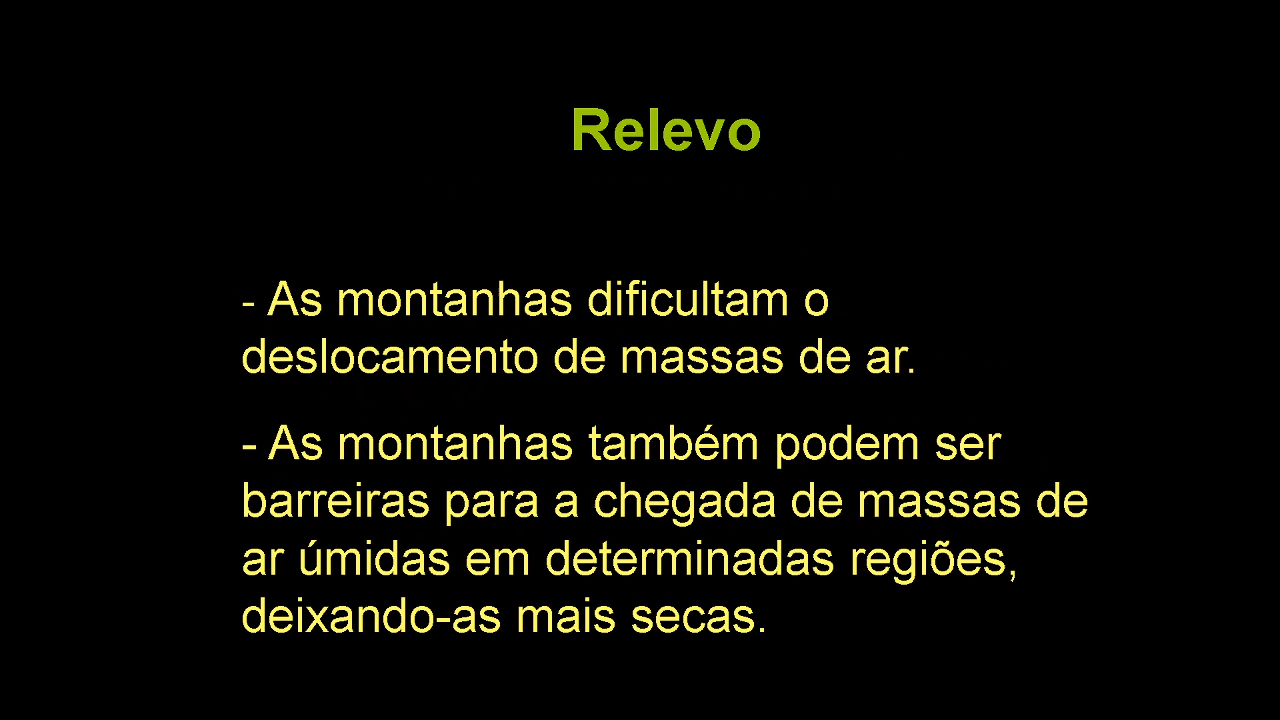 Relevo
- As montanhas dificultam o
deslocamento de massas de ar.
- As montanhas também podem ser
barreiras para a chegada de massas de
ar úmidas em determinadas regiões,
deixando-as mais secas.